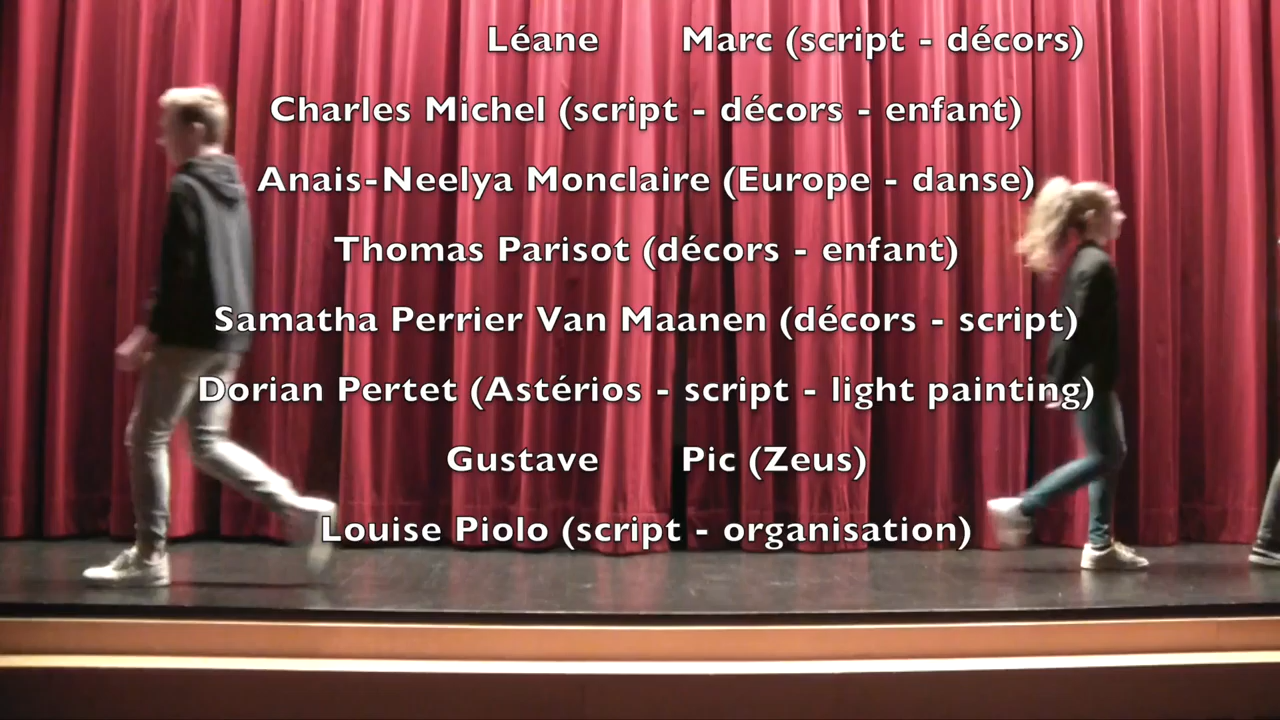 Léane Marc (script - décors)
Charles Michel (script - décors - enfant)
Anais-Neelya Monclaire (Europe - danse)
Thomas Parisot (décors - enfant)
Samatha Perrier Van Maanen (décors - script)
Dorian Pertet (Astérios - script - light painting)
Gustave Pic (Zeus)
Louise Piolo (script - organisation)